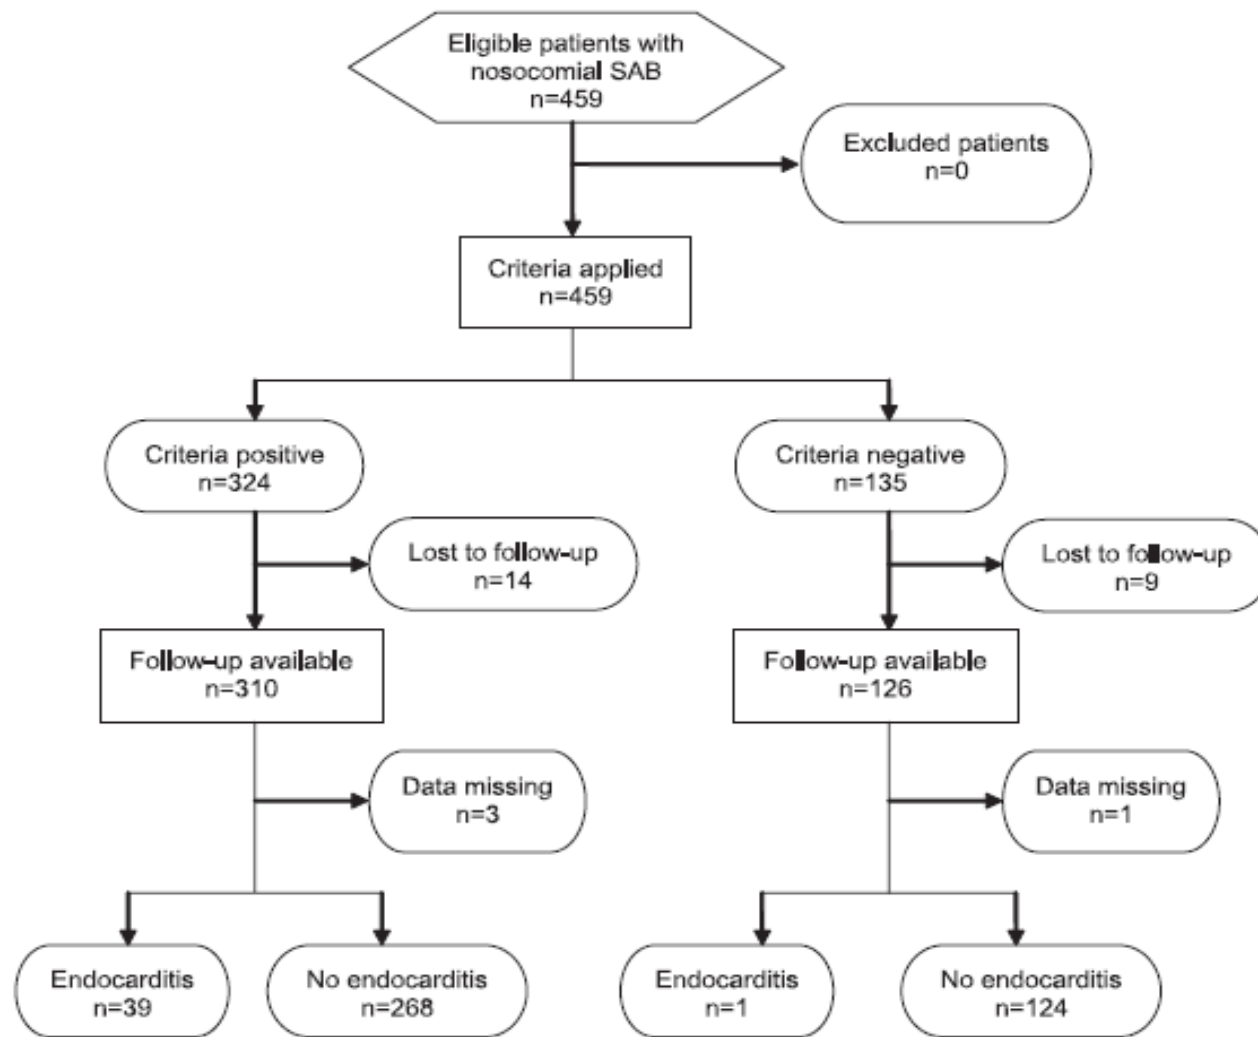 Eligible patients with
nosocomial SAB
n=459
Excluded patients
n=0
Criteria applied
n=459
Criteria positive
n=324
Criteria negative
n=135
Lost to follow-up
n=14
Lost to follow-up
n=9
Follow-up available
n=310
Follow-up available
n=126
Data missing
n=3
Data missing
n=1
Endocarditis
n=39
No endocarditis
n=268
Endocarditis
n=1
No endocarditis
n=124